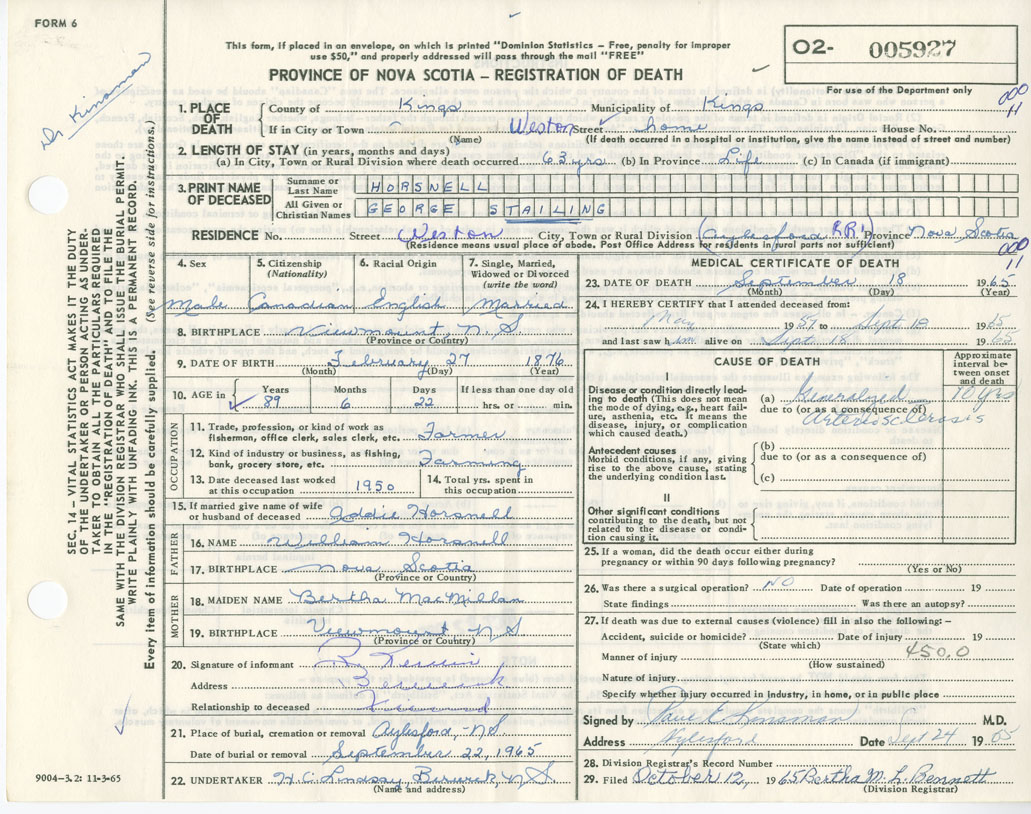 FORM 6
This form, if placed in an envelope, on which is printed "Dominion Statistics – Free, penalty for improper
use $50," and properly addressed will pass through the mail "FREE"
PROVINCE OF NOVA SCOTIA – REGISTRATION OF DEATH
O2- 005927
For use of the Department only
000
11
Dr Kinsman
SEC. 14 – VITAL STATISTICS ACT MAKES IT THE DUTY
OF THE UNDERTAKER OR PERSON ACTING AS UNDER-
TAKER TO OBTAIN ALL THE PARTICULARS REQUIRED
IN THE "REGISTRATION OF DEATH" AND TO FILE THE
SAME WITH THE DIVISION REGISTRAR WHO SHALL ISSUE THE BURIAL PERMIT.
WRITE PLAINLY WITH UNFADING INK. THIS IS A PERMANENT RECORD.
Every item of information should be carefully supplied. (See reverse side for instructions.)
1. PLACE OF DEATH County of Kings Municipality of Kings
If in City or Town Weston Street home House No.
(Name) (If death occurred in a hospital or institution, give the name instead of street and number)
2. LENGTH OF STAY (in years, months and days)
(a) In City, Town or Rural Division where death occurred 63 yrs (b) In Province Life (c) In Canada (if immigrant)
3. PRINT NAME OF DECEASED Surname or Last Name HORSNELL
All Given or Christian Names GEORGE STAILING
RESIDENCE No. Street Weston City, Town or Rural Division (Aylesford RR1) Province Nova Scotia
(Residence means usual place of abode. Post Office Address for residents in rural parts not sufficient)
000
11
4. Sex 5. Citizenship (Nationality) 6. Racial Origin 7. Single, Married, Widowed or Divorced (write the word)
Male Canadian English Married
8. BIRTHPLACE Viewmount N.S
(Province or Country)
9. DATE OF BIRTH February 27 1876
(Month) (Day) (Year)
10. AGE in Years Months Days If less than one day old
89 6 22 hrs. or min.
OCCUPATION
11. Trade, profession, or kind of work as fisherman, office clerk, sales clerk, etc. Farmer
12. Kind of industry or business, as fishing, bank, grocery store, etc. Farming
13. Date deceased last worked at this occupation 1950 14. Total yrs. spent in this occupation
15. If married give name of wife or husband of deceased Addie Horsnell
FATHER
16. NAME William Horsnell
17. BIRTHPLACE Nova Scotia
(Province or Country)
MOTHER
18. MAIDEN NAME Bertha MacMillan
19. BIRTHPLACE Viewmount N S
(Province or Country)
20. Signature of informant
Address
Relationship to deceased
21. Place of burial, cremation or removal Aylesford, N.S
Date of burial or removal September 22, 1965
22. UNDERTAKER H. C. Lindsay Berwick N S
(Name and address)
9004-3.2: 11-3-65
MEDICAL CERTIFICATE OF DEATH
23. DATE OF DEATH September 18 1965
(Month) (Day) (Year)
24. I HEREBY CERTIFY that I attended deceased from:
May 1957 to Sept 18 1965
and last saw him alive on Sept 18 1965
CAUSE OF DEATH Approximate interval between onset and death
I
Disease or condition directly leading to death (This does not mean the mode of dying, e.g., heart failure, asthenia, etc. It means the disease, injury, or complication which caused death.)
(a) Generalized 10 yrs
due to (or as a consequence of)
Arteriosclerosis
Antecedent causes
Morbid conditions, if any, giving rise to the above cause, stating the underlying condition last.
(b)
due to (or as a consequence of)
(c)
II
Other significant conditions
contributing to the death, but not related to the disease or condition causing it.
25. If a woman, did the death occur either during pregnancy or within 90 days following pregnancy?
(Yes or No)
26. Was there a surgical operation? NO Date of operation 19
State findings Was there an autopsy?
27. If death was due to external causes (violence) fill in also the following: –
Accident, suicide or homicide? Date of injury 19
(State which)
Manner of injury 450.0
(How sustained)
Nature of injury
Specify whether injury occurred in industry, in home, or in public place
Signed by Paul E Kinsman M.D.
Address Aylesford Date Sept 24 1965
28. Division Registrar's Record Number
29. Filed October 12, 1965 Bertha M. L. Bennett
(Division Registrar)